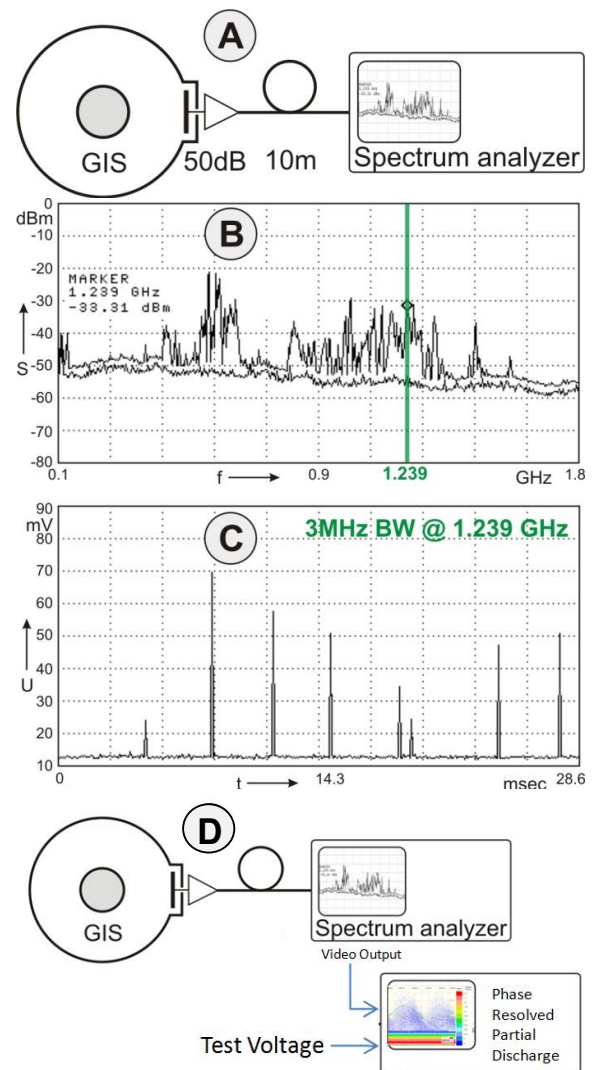 A
GIS
50dB 10m
Spectrum analyzer
B
0
dBm
-10
-20
-30
-40
S
-50
-60
-70
-80
MARKER
1.239 GHz
-33.31 dBm
0.1 f 0.9 1.239 GHz 1.8
C
3MHz BW @ 1.239 GHz
90
mV
80
70
60
50
40
U
30
20
10
0 t 14.3 msec 28.6
D
GIS
Spectrum analyzer
Video Output
Test Voltage
Phase
Resolved
Partial
Discharge